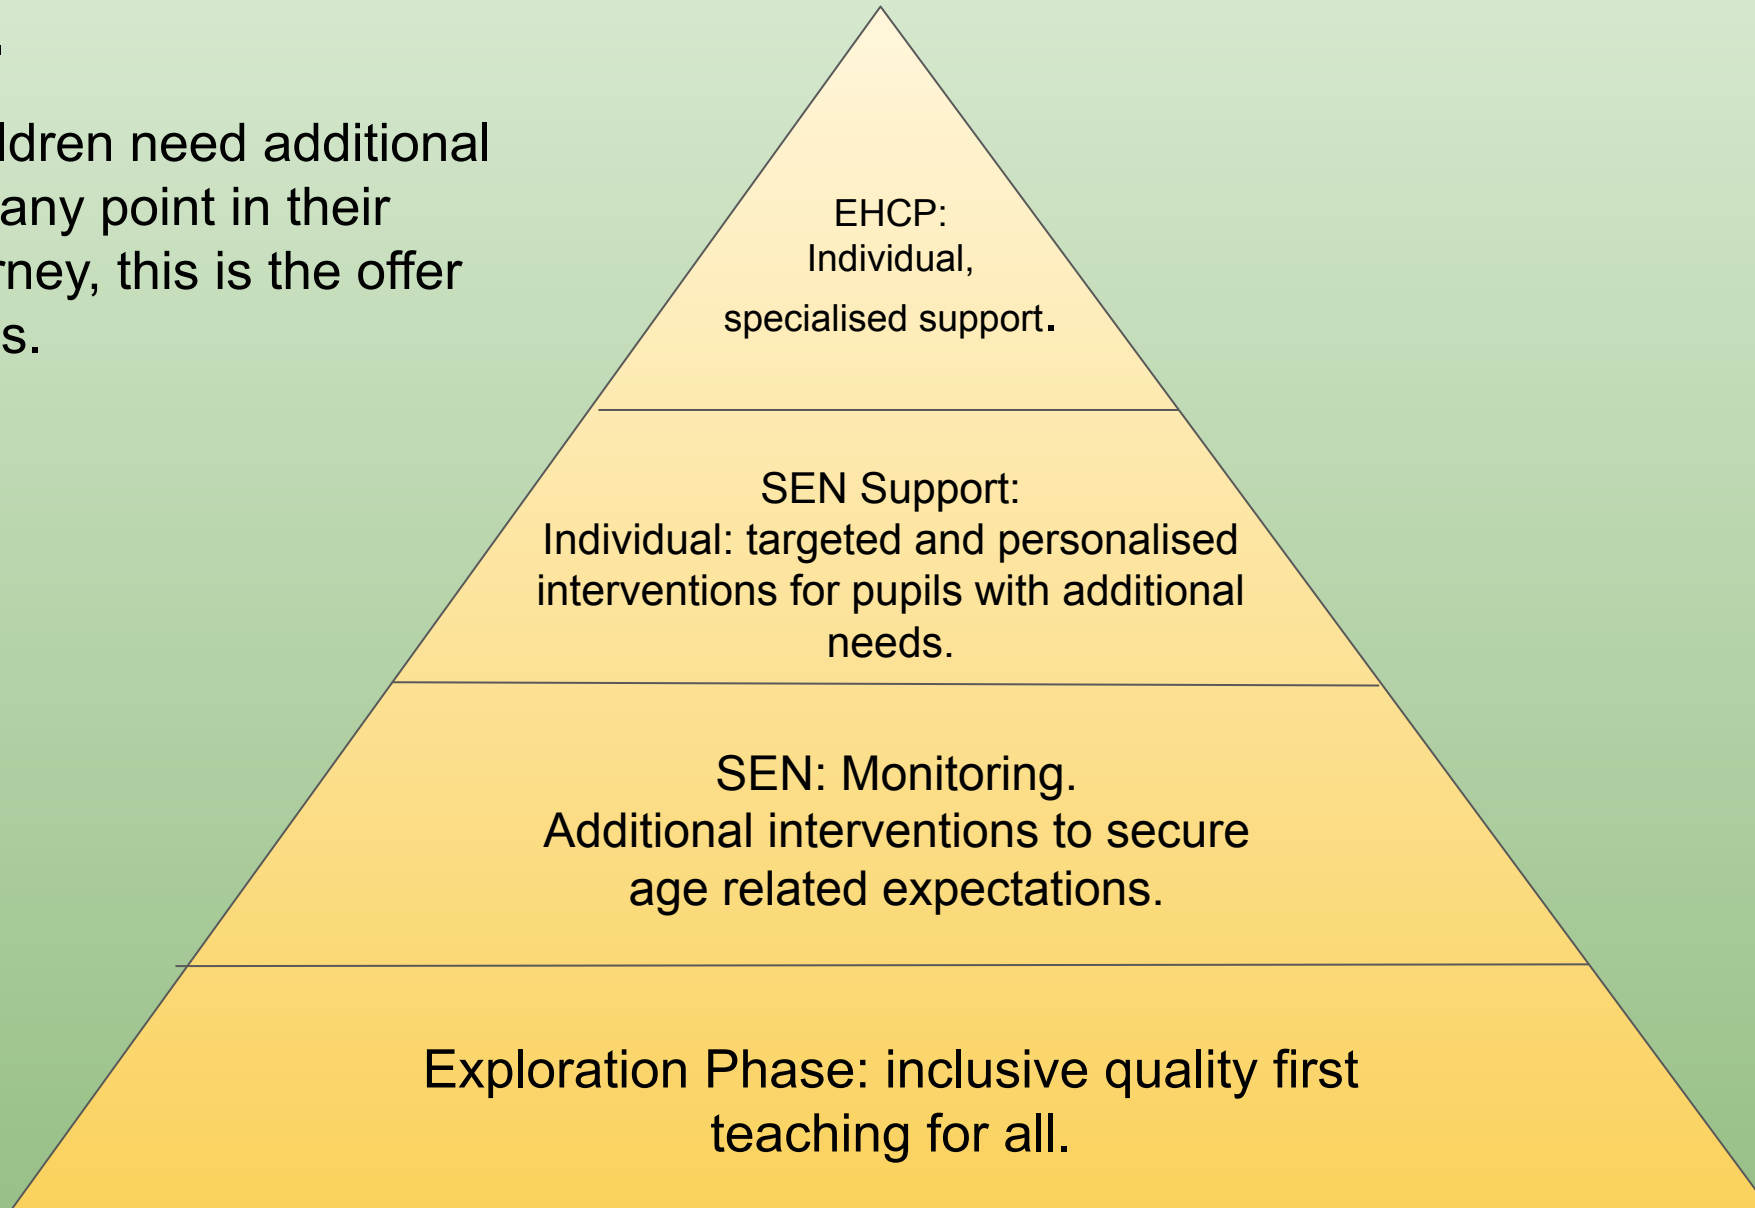 .
ldren need additional
any point in their
rney, this is the offer
s.
EHCP:
Individual,
specialised support.
SEN Support:
Individual: targeted and personalised
interventions for pupils with additional
needs.
SEN: Monitoring.
Additional interventions to secure
age related expectations.
Exploration Phase: inclusive quality first
teaching for all.